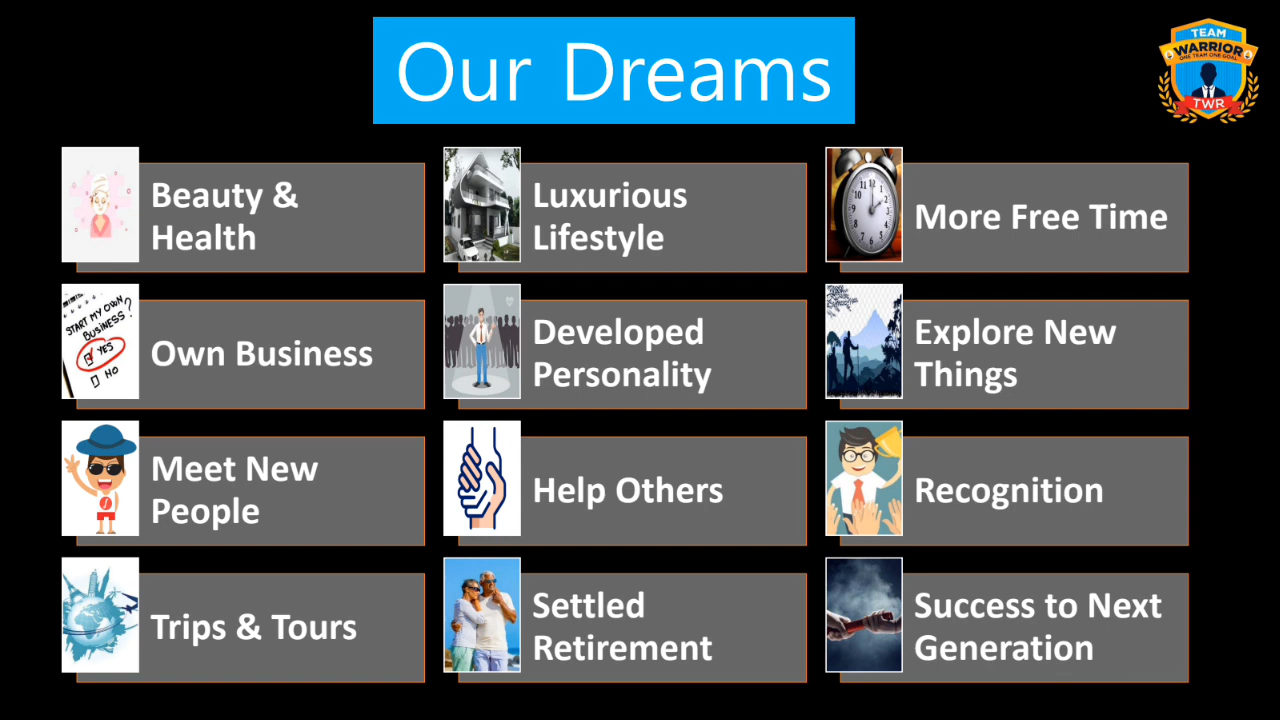 Our Dreams
TEAM
WARRIOR
ONE TEAM ONE GOAL
TWR
Beauty &
Health
Luxurious
Lifestyle
More Free Time
START MY OWN
BUSINESS?
YES
NO
Own Business
Developed
Personality
Explore New
Things
Meet New
People
Help Others
Recognition
Trips & Tours
Settled
Retirement
Success to Next
Generation